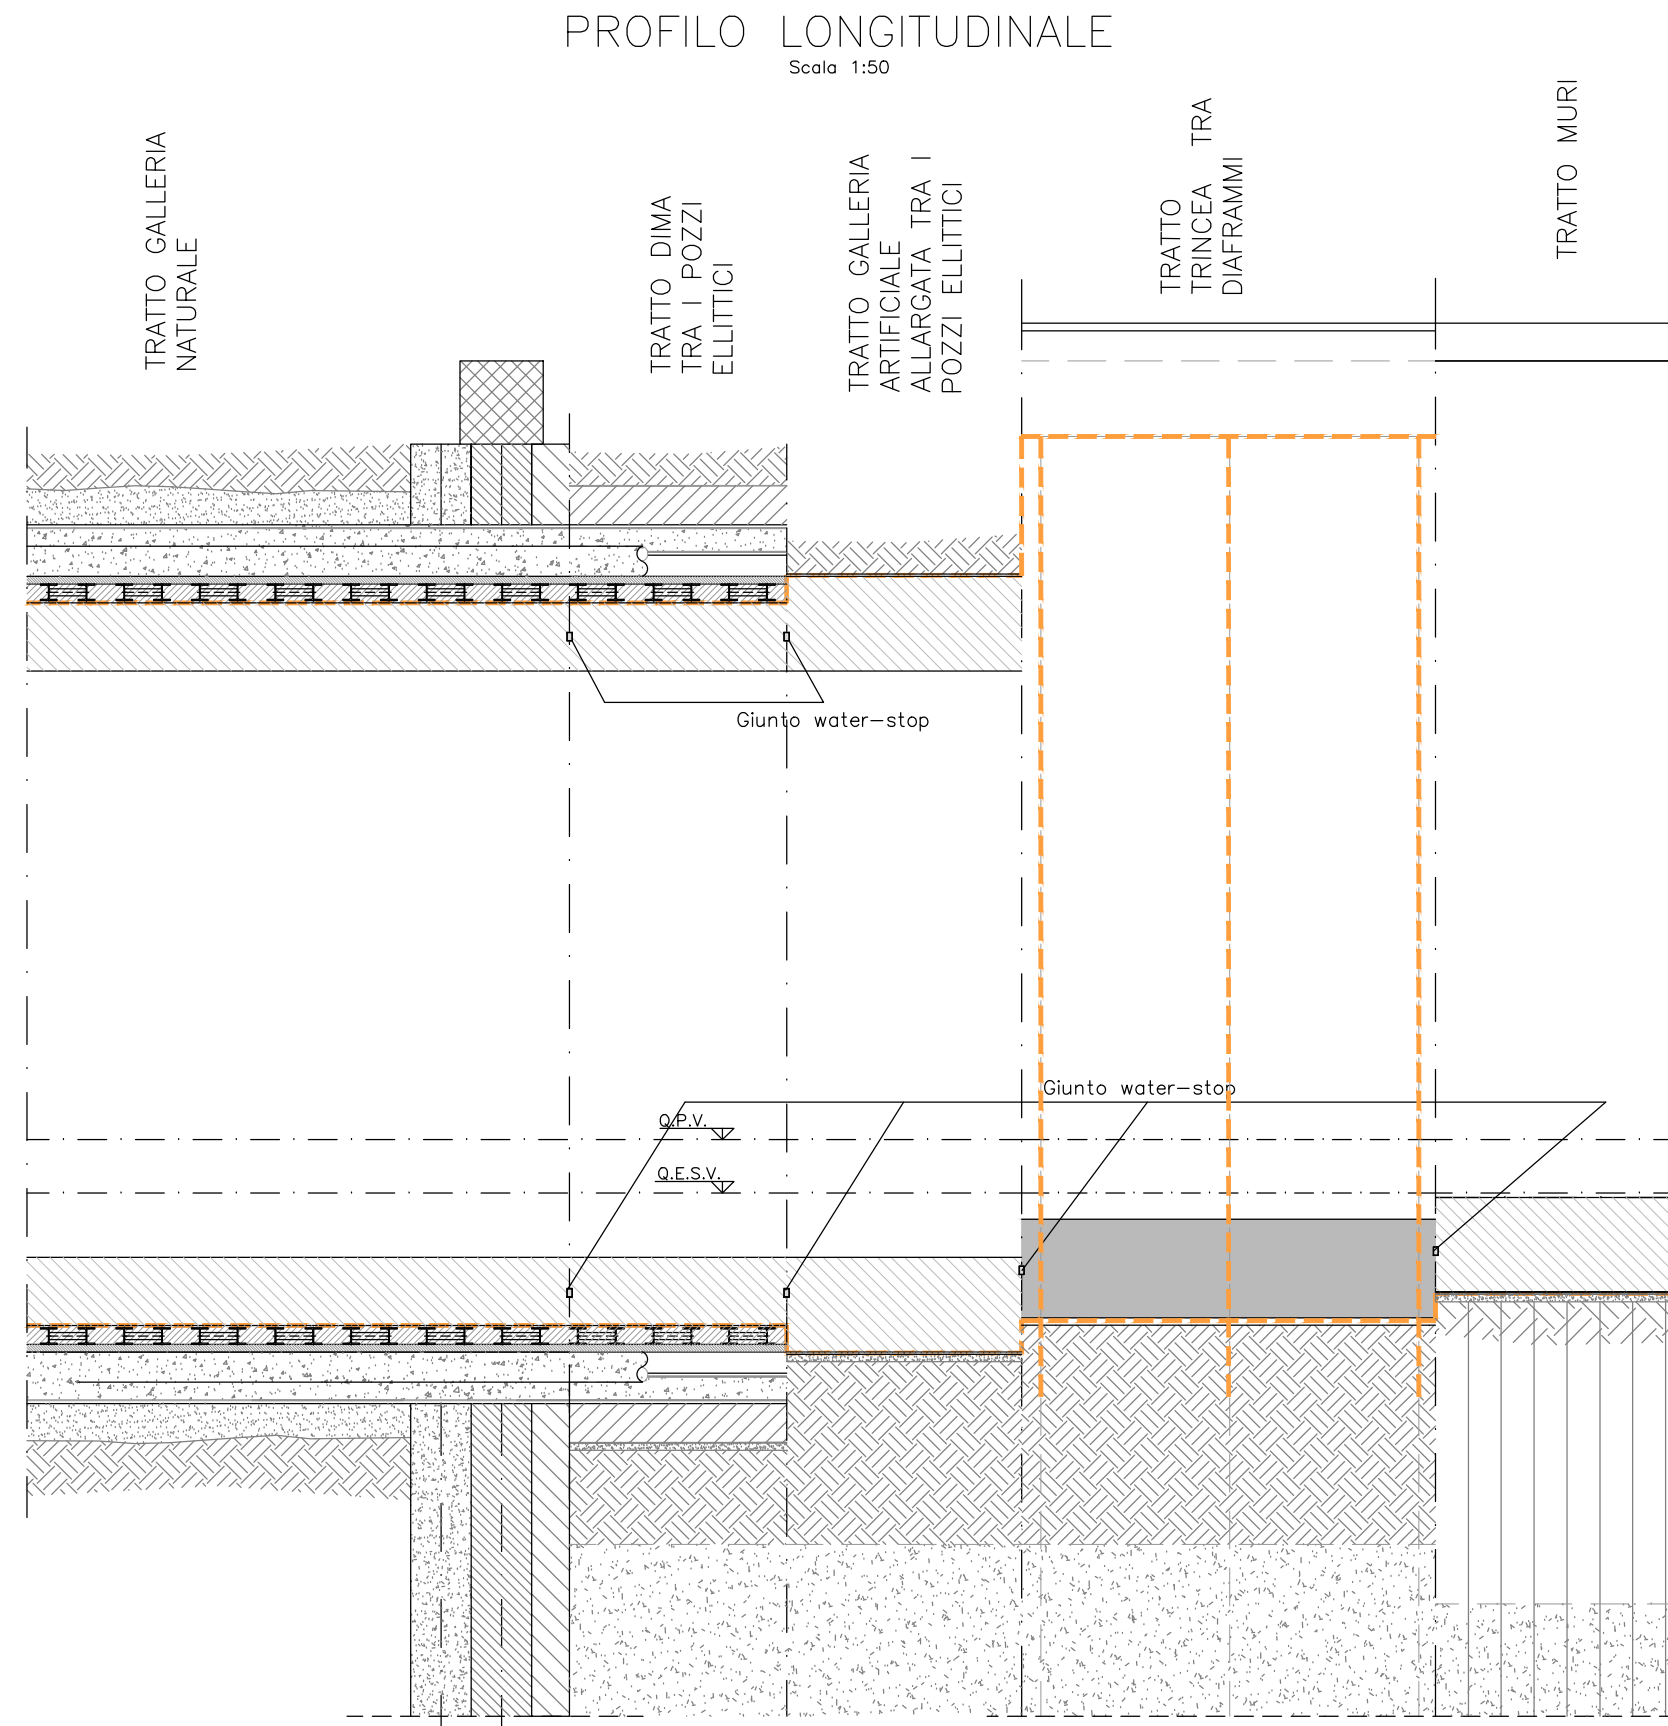 PROFILO LONGITUDINALE
Scala 1:50
TRATTO GALLERIA
NATURALE
TRATTO DIMA
TRA I POZZI
ELLITTICI
TRATTO GALLERIA
ARTIFICIALE
ALLARGATA TRA I
POZZI ELLITTICI
TRATTO
TRINCEA TRA
DIAFRAMMI
TRATTO MURI
Giunto water-stop
Giunto water-stop
Q.P.V.
Q.E.S.V.